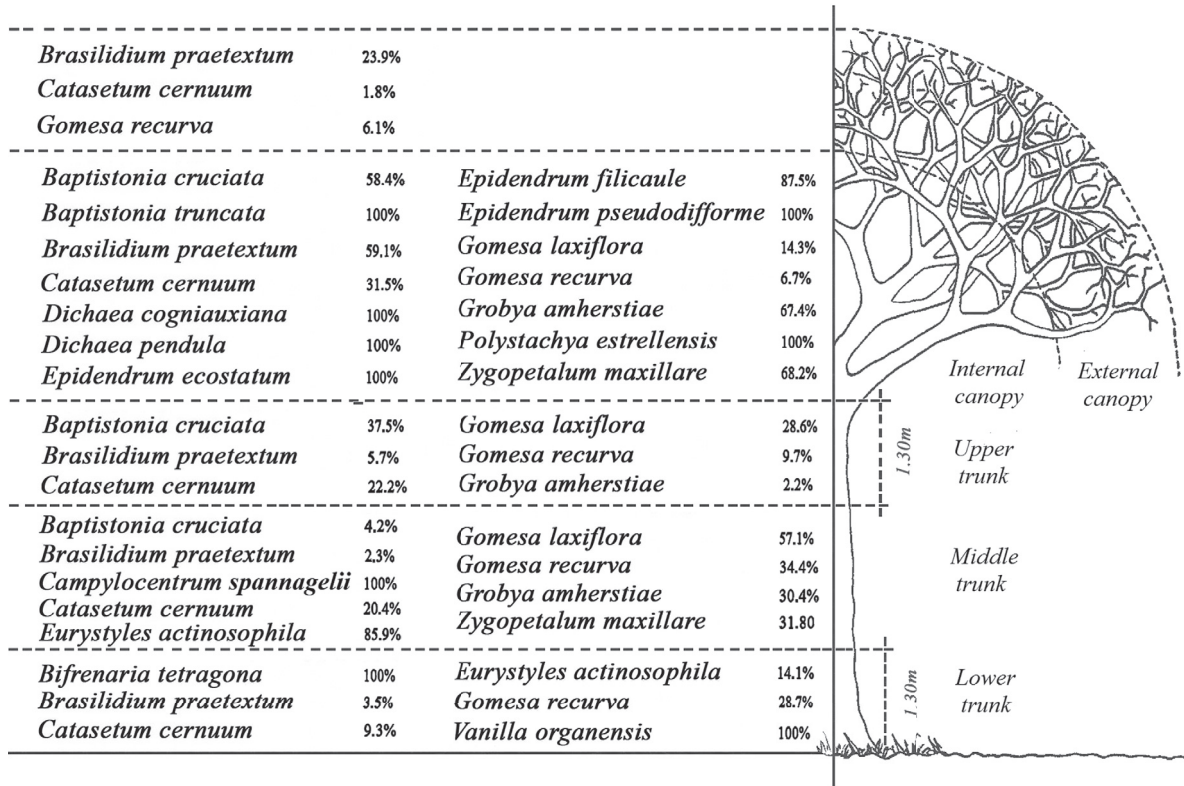 Brasilidium praetextum 23.9%
Catasetum cernuum 1.8%
Gomesa recurva 6.1%
Baptistonia cruciata 58.4% Epidendrum filicaule 87.5%
Baptistonia truncata 100% Epidendrum pseudodifforme 100%
Brasilidium praetextum 59.1% Gomesa laxiflora 14.3%
Catasetum cernuum 31.5% Gomesa recurva 6.7%
Dichaea cogniauxiana 100% Grobya amherstiae 67.4%
Dichaea pendula 100% Polystachya estrellensis 100%
Epidendrum ecostatum 100% Zygopetalum maxillare 68.2%
Internal
canopy
External
canopy
Baptistonia cruciata 37.5% Gomesa laxiflora 28.6%
Brasilidium praetextum 5.7% Gomesa recurva 9.7%
Catasetum cernuum 22.2% Grobya amherstiae 2.2%
1.30m
Upper
trunk
Baptistonia cruciata 4.2%
Brasilidium praetextum 2.3%
Campylocentrum spannagelii 100%
Catasetum cernuum 20.4%
Eurystyles actinosophila 85.9%
Gomesa laxiflora 57.1%
Gomesa recurva 34.4%
Grobya amherstiae 30.4%
Zygopetalum maxillare 31.80
Middle
trunk
Bifrenaria tetragona 100% Eurystyles actinosophila 14.1%
Brasilidium praetextum 3.5% Gomesa recurva 28.7%
Catasetum cernuum 9.3% Vanilla organensis 100%
1.30m
Lower
trunk